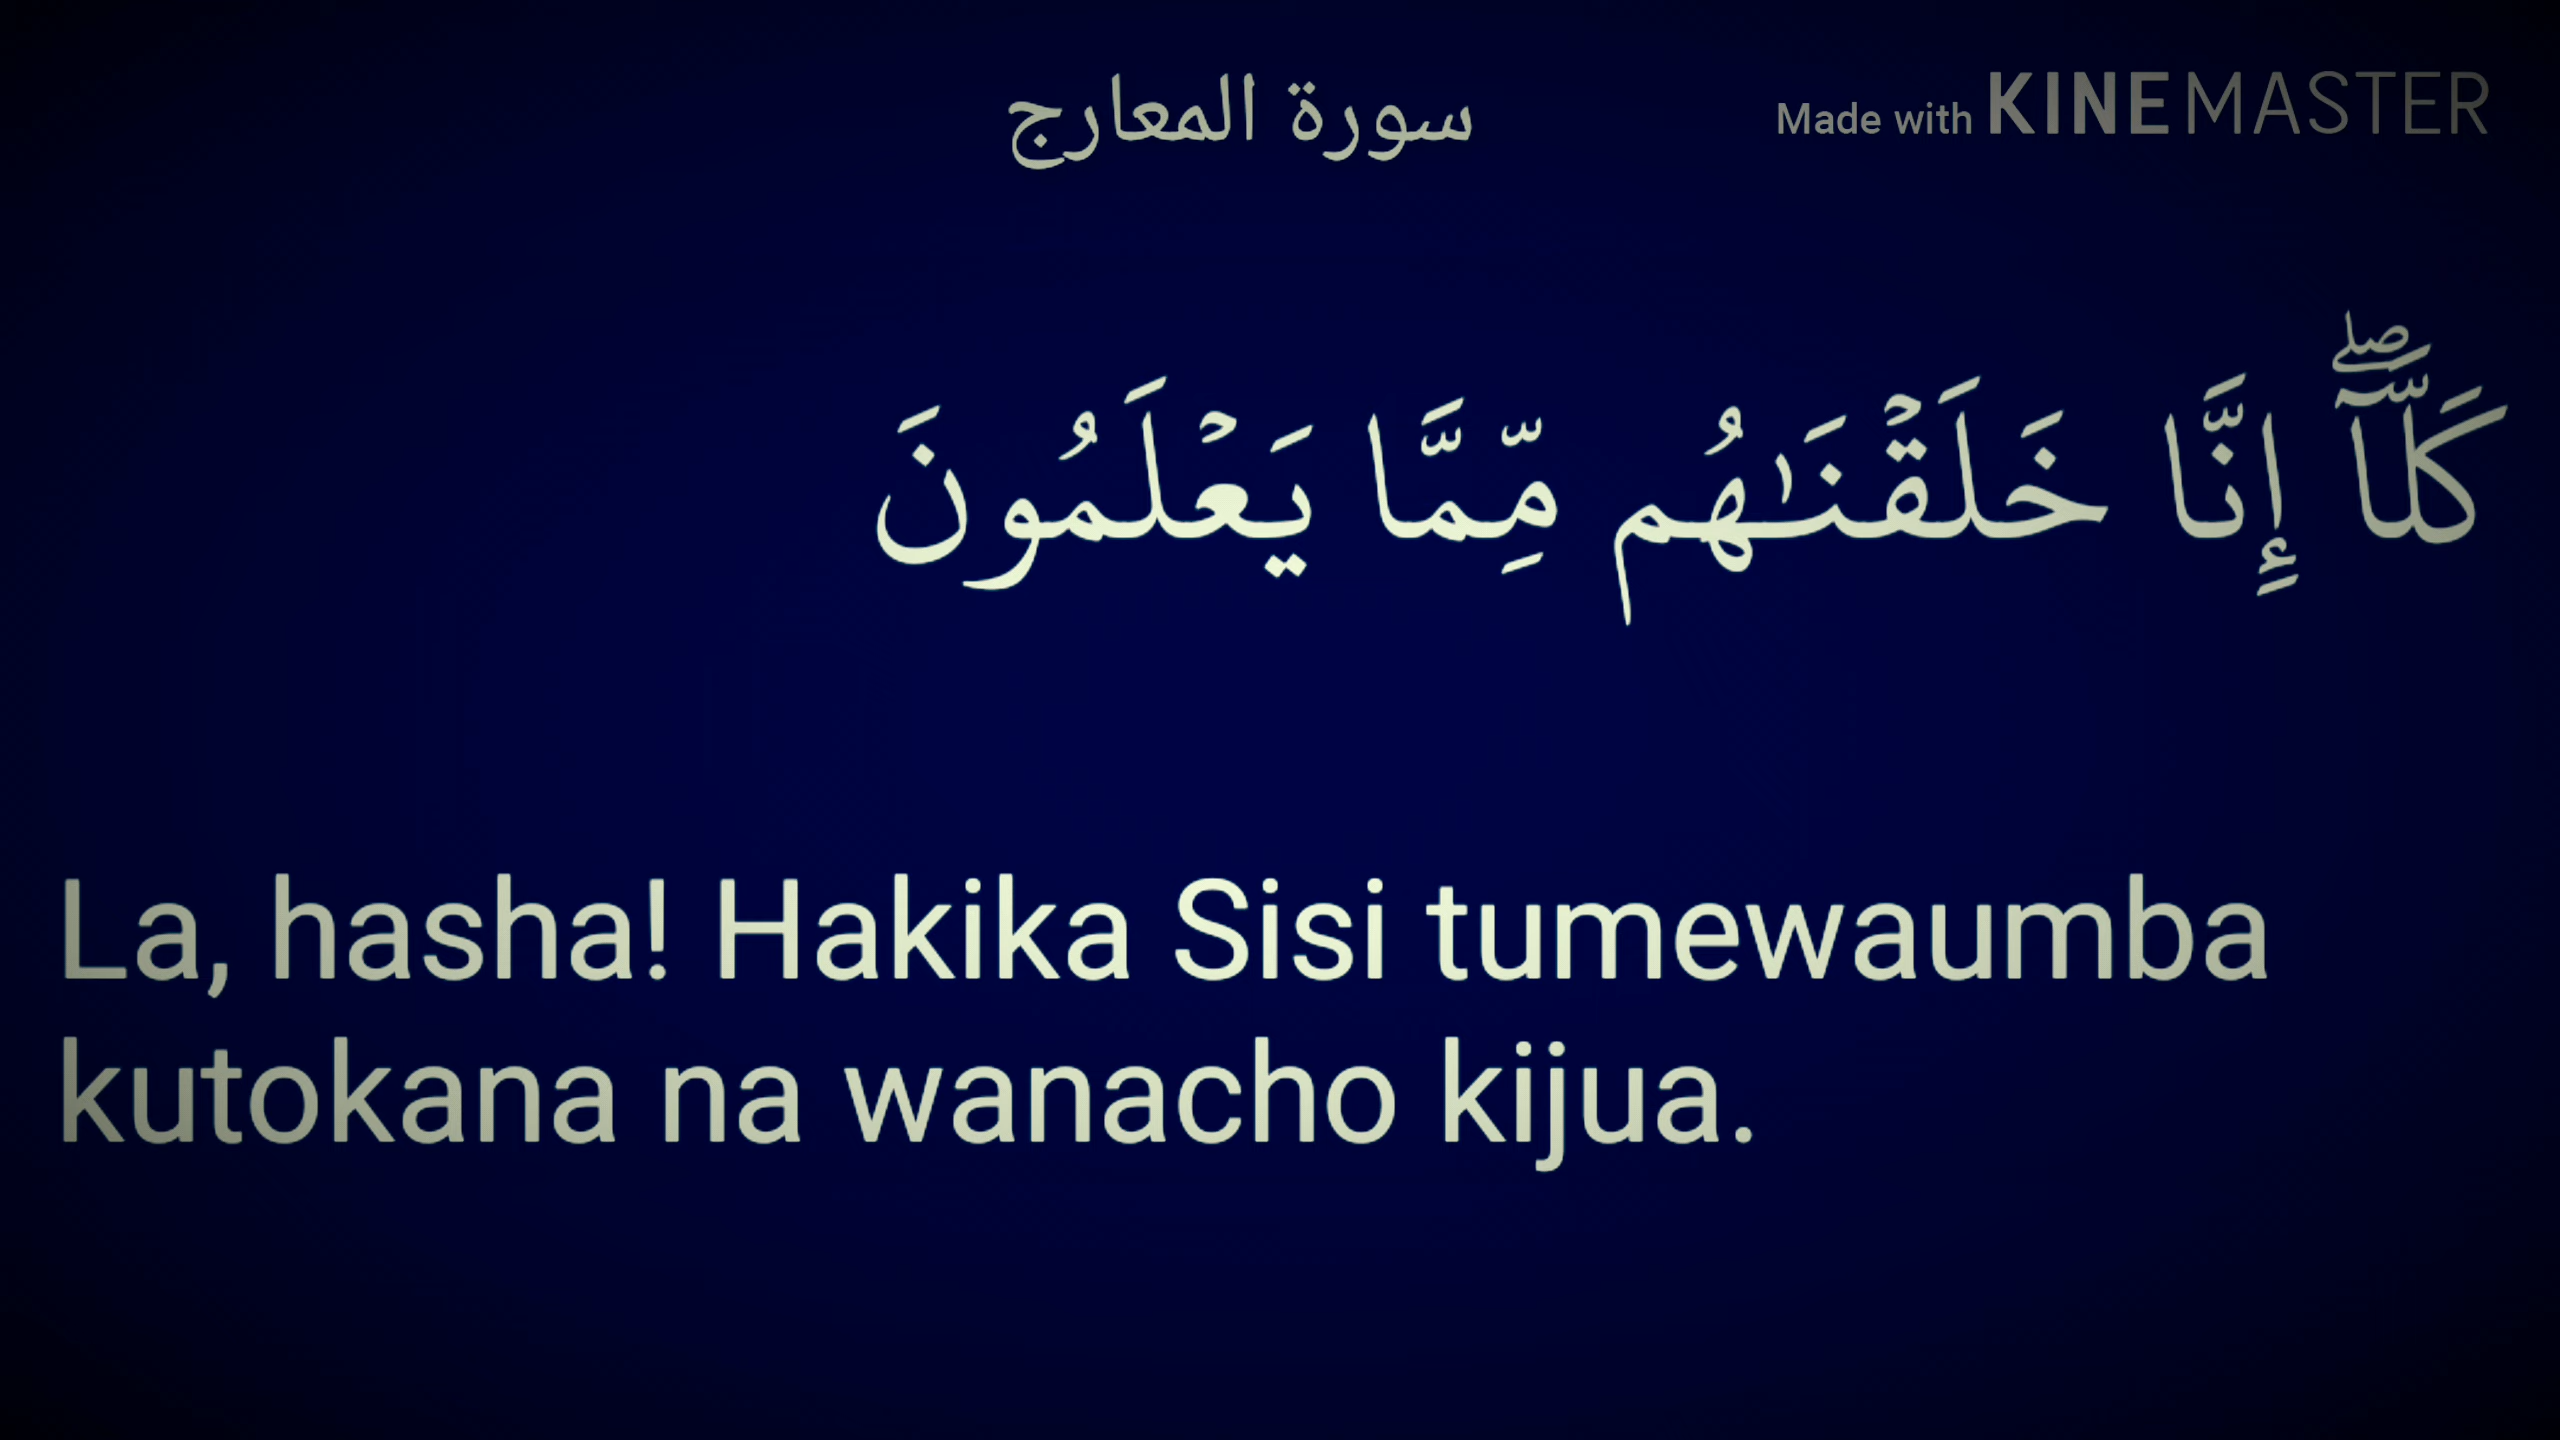 سورة المعارج
Made with KINEMASTER
كَلَّآۖ إِنَّا خَلَقۡنَـٰهُم مِّمَّا يَعۡلَمُونَ
La, hasha! Hakika Sisi tumewaumba
kutokana na wanacho kijua.